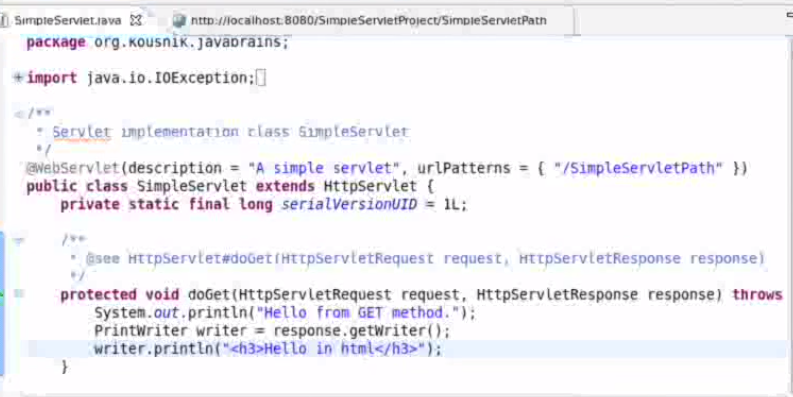 SimpleServlet.java http://localhost:8080/SimpleServletProject/SimpleServletPath
package org.koushik.javabrains;
import java.io.IOException;
/**
* Servlet implementation class SimpleServlet
*/
@WebServlet(description = "A simple servlet", urlPatterns = { "/SimpleServletPath" })
public class SimpleServlet extends HttpServlet {
private static final long serialVersionUID = 1L;
/**
* @see HttpServlet#doGet(HttpServletRequest request, HttpServletResponse response)
*/
protected void doGet(HttpServletRequest request, HttpServletResponse response) throws
System.out.println("Hello from GET method.");
PrintWriter writer = response.getWriter();
writer.println("<h3>Hello in html</h3>");
}